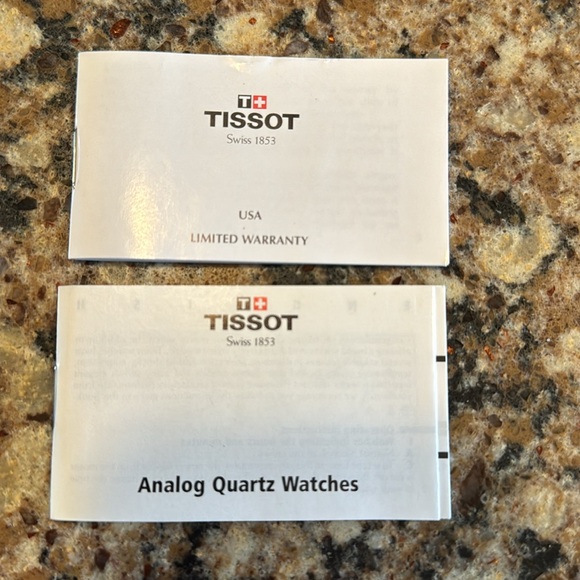 T+
TISSOT
Swiss 1853
USA
LIMITED WARRANTY
T+
TISSOT
Swiss 1853
Analog Quartz Watches